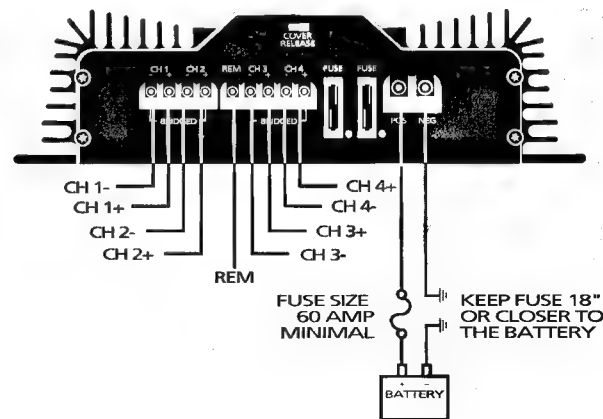 COVER
RELEASE
- CH 1 + - CH 2 + REM - CH 3 + - CH 4 + FUSE FUSE
- BRIDGED + - BRIDGED + POS NEG
CH 1-
CH 1+
CH 2-
CH 2+
REM
CH 4+
CH 4-
CH 3+
CH 3-
FUSE SIZE
60 AMP
MINIMAL
KEEP FUSE 18"
OR CLOSER TO
THE BATTERY
+ -
BATTERY